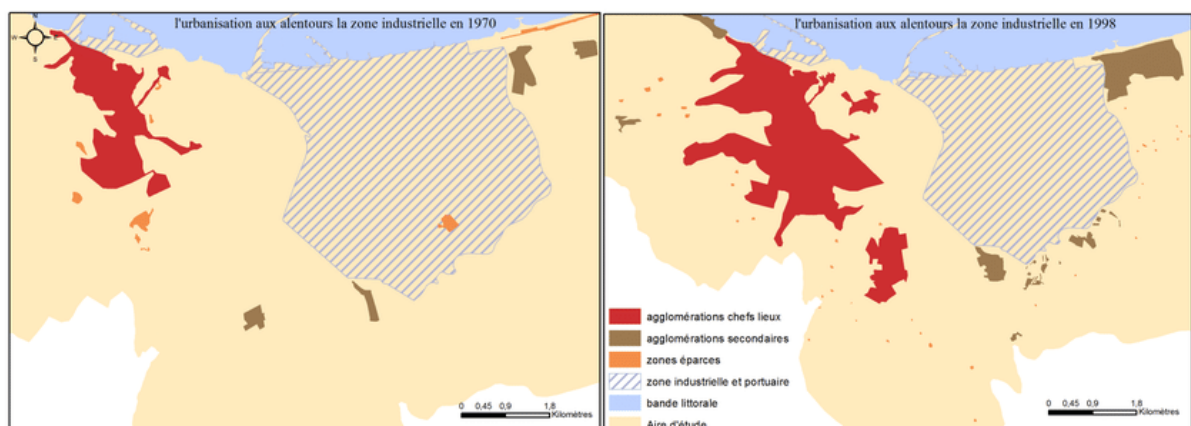 l'urbanisation aux alentours la zone industrielle en 1970
N
W
E
S
0 0,45 0,9 1,8
Kilomètres
l'urbanisation aux alentours la zone industrielle en 1998
agglomérations chefs lieux
agglomérations secondaires
zones éparces
zone industrielle et portuaire
bande littorale
Aire d'étude
0 0,45 0,9 1,8
Kilomètres